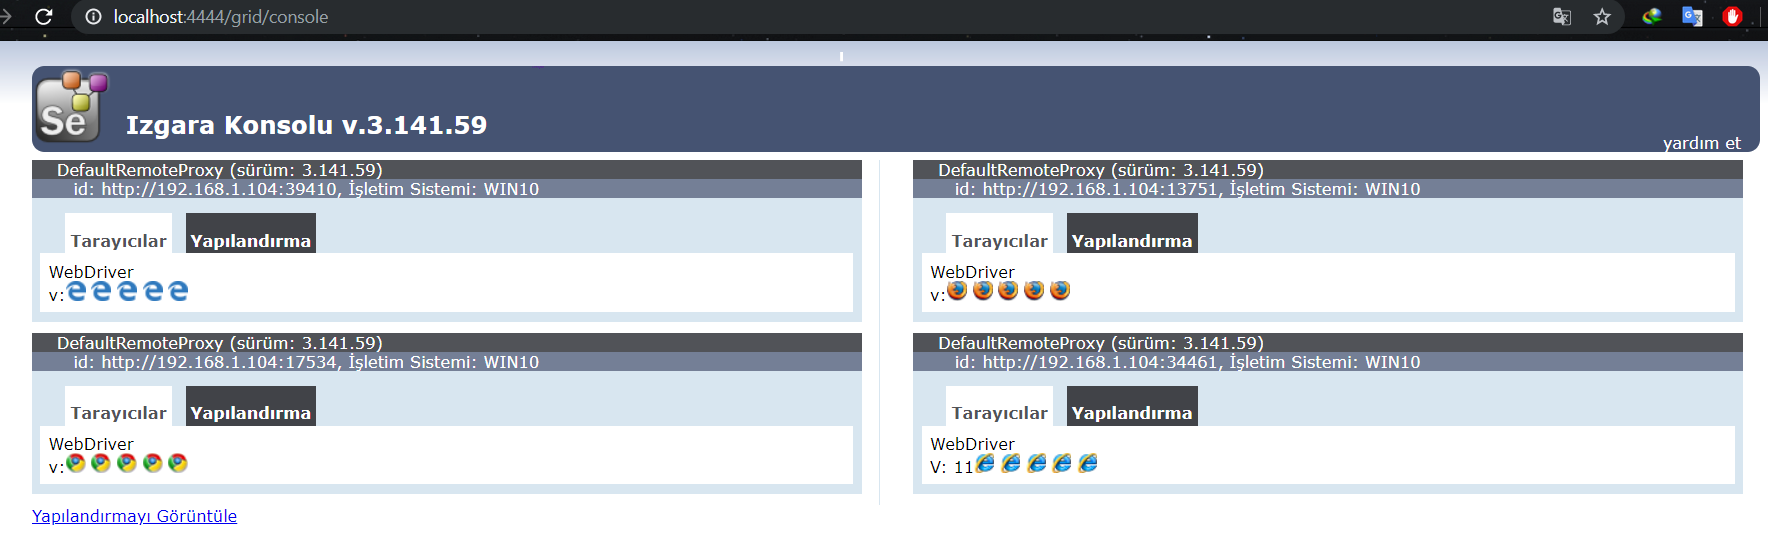 localhost:4444/grid/console
Se
Izgara Konsolu v.3.141.59
yardım et
DefaultRemoteProxy (sürüm: 3.141.59)
id: http://192.168.1.104:39410, İşletim Sistemi: WIN10
Tarayıcılar Yapılandırma
WebDriver
v:
DefaultRemoteProxy (sürüm: 3.141.59)
id: http://192.168.1.104:17534, İşletim Sistemi: WIN10
Tarayıcılar Yapılandırma
WebDriver
v:
DefaultRemoteProxy (sürüm: 3.141.59)
id: http://192.168.1.104:13751, İşletim Sistemi: WIN10
Tarayıcılar Yapılandırma
WebDriver
v:
DefaultRemoteProxy (sürüm: 3.141.59)
id: http://192.168.1.104:34461, İşletim Sistemi: WIN10
Tarayıcılar Yapılandırma
WebDriver
V: 11
Yapılandırmayı Görüntüle